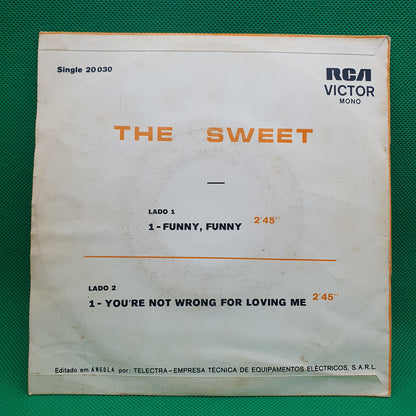 Single 20 030
RCA
VICTOR
MONO
THE SWEET
—
LADO 1
1 - FUNNY, FUNNY 2'45''
LADO 2
1 - YOU'RE NOT WRONG FOR LOVING ME 2'45''
Editado em ANGOLA por: TELECTRA—EMPRESA TÉCNICA DE EQUIPAMENTOS ELÉCTRICOS, S.A.R.L.